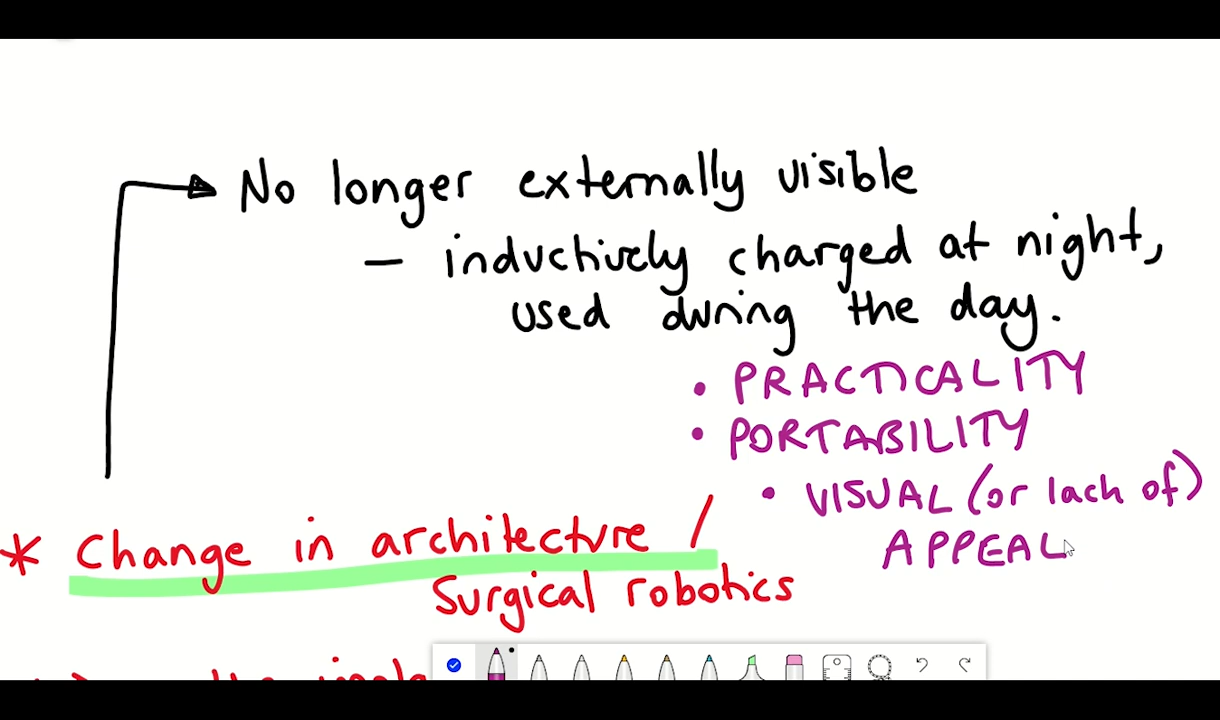 No longer externally visible
– inductively charged at night,
used during the day.
• PRACTICALITY
• PORTABILITY
• VISUAL (or lack of)
APPEAL
* Change in architecture /
Surgical robotics